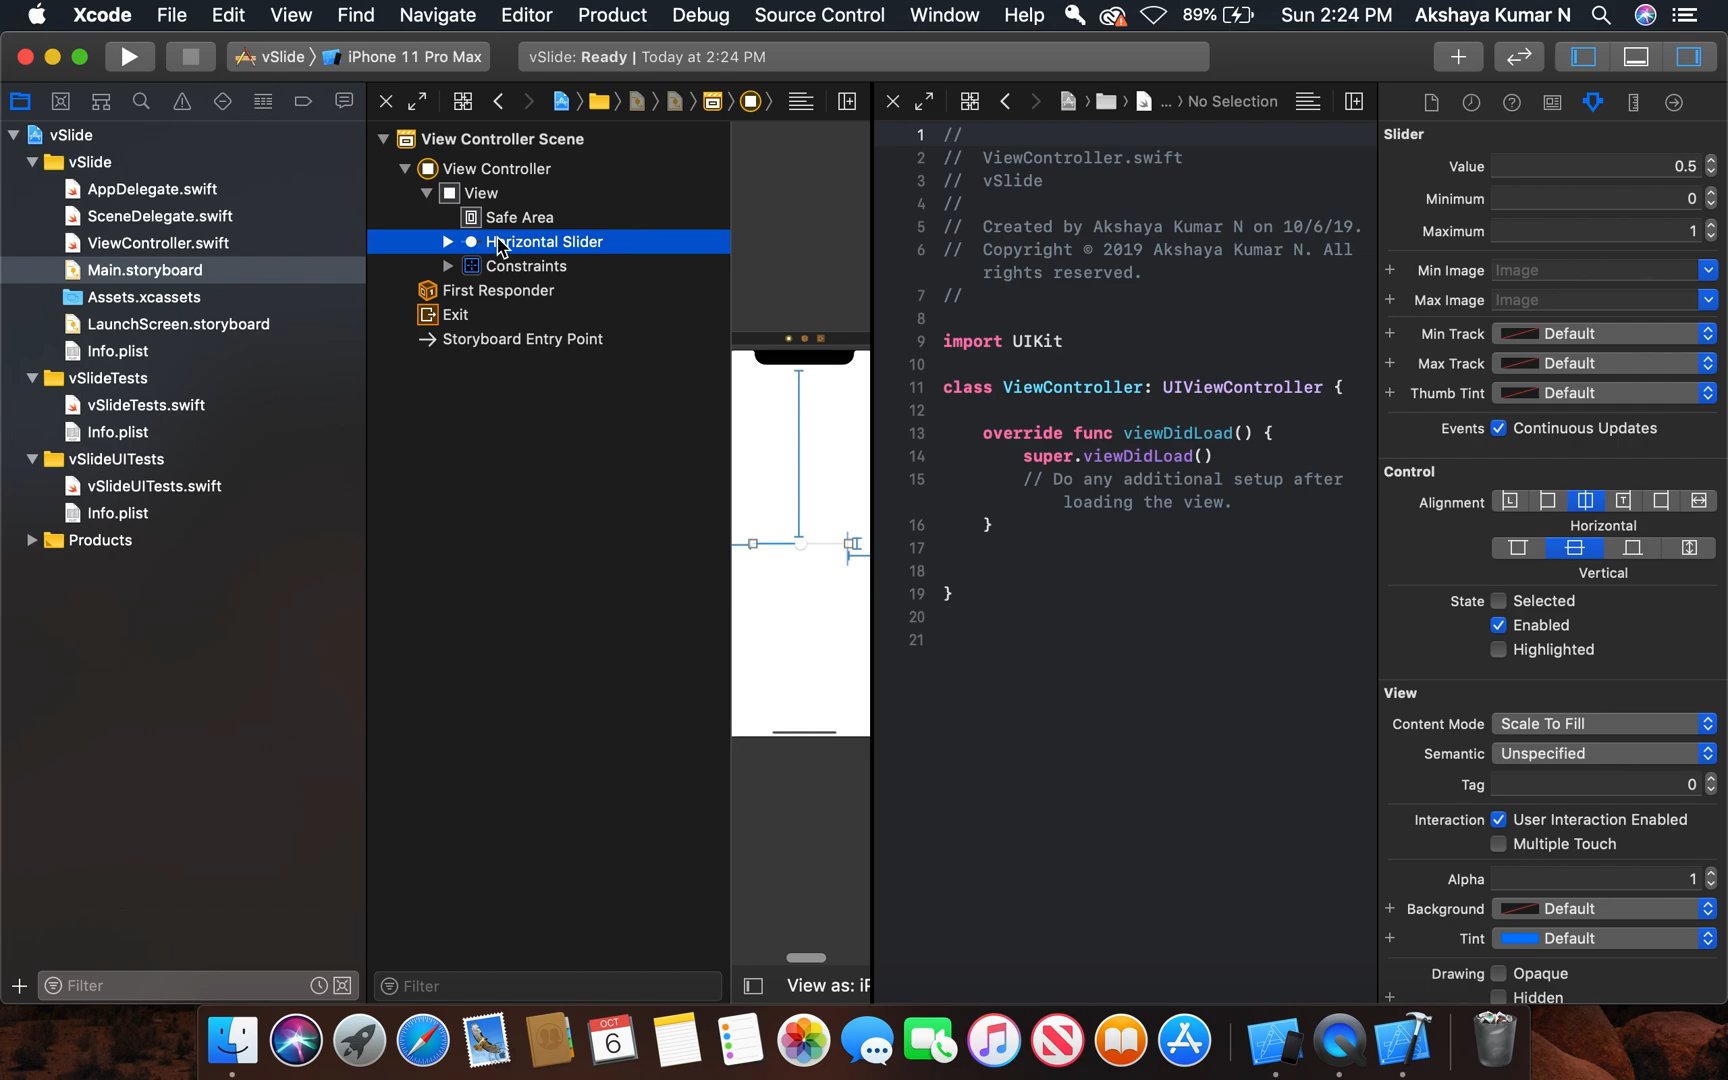 Xcode File Edit View Find Navigate Editor Product Debug Source Control Window Help 89% Sun 2:24 PM Akshaya Kumar N
vSlide iPhone 11 Pro Max
vSlide: Ready | Today at 2:24 PM
... No Selection
vSlide
vSlide
AppDelegate.swift
SceneDelegate.swift
ViewController.swift
Main.storyboard
Assets.xcassets
LaunchScreen.storyboard
Info.plist
vSlideTests
vSlideTests.swift
Info.plist
vSlideUITests
vSlideUITests.swift
Info.plist
Products
Filter
View Controller Scene
View Controller
View
Safe Area
Horizontal Slider
Constraints
First Responder
Exit
Storyboard Entry Point
Filter
View as: iP
1 //
2 // ViewController.swift
3 // vSlide
4 //
5 // Created by Akshaya Kumar N on 10/6/19.
6 // Copyright © 2019 Akshaya Kumar N. All
rights reserved.
7 //
8
9 import UIKit
10
11 class ViewController: UIViewController {
12
13 override func viewDidLoad() {
14 super.viewDidLoad()
15 // Do any additional setup after
loading the view.
16 }
17
18
19 }
20
21
Slider
Value 0.5
Minimum 0
Maximum 1
Min Image Image
Max Image Image
Min Track Default
Max Track Default
Thumb Tint Default
Events Continuous Updates
Control
Alignment
Horizontal
Vertical
State Selected
Enabled
Highlighted
View
Content Mode Scale To Fill
Semantic Unspecified
Tag 0
Interaction User Interaction Enabled
Multiple Touch
Alpha 1
Background Default
Tint Default
Drawing Opaque
Hidden
OCT
6